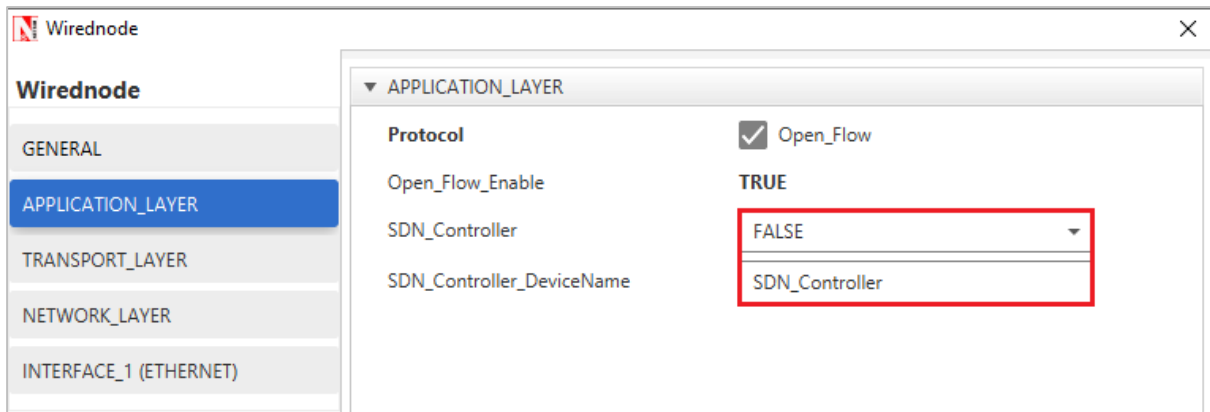 Wirednode
Wirednode
GENERAL
APPLICATION_LAYER
TRANSPORT_LAYER
NETWORK_LAYER
INTERFACE_1 (ETHERNET)
APPLICATION_LAYER
Protocol Open_Flow
Open_Flow_Enable TRUE
SDN_Controller FALSE
SDN_Controller_DeviceName SDN_Controller